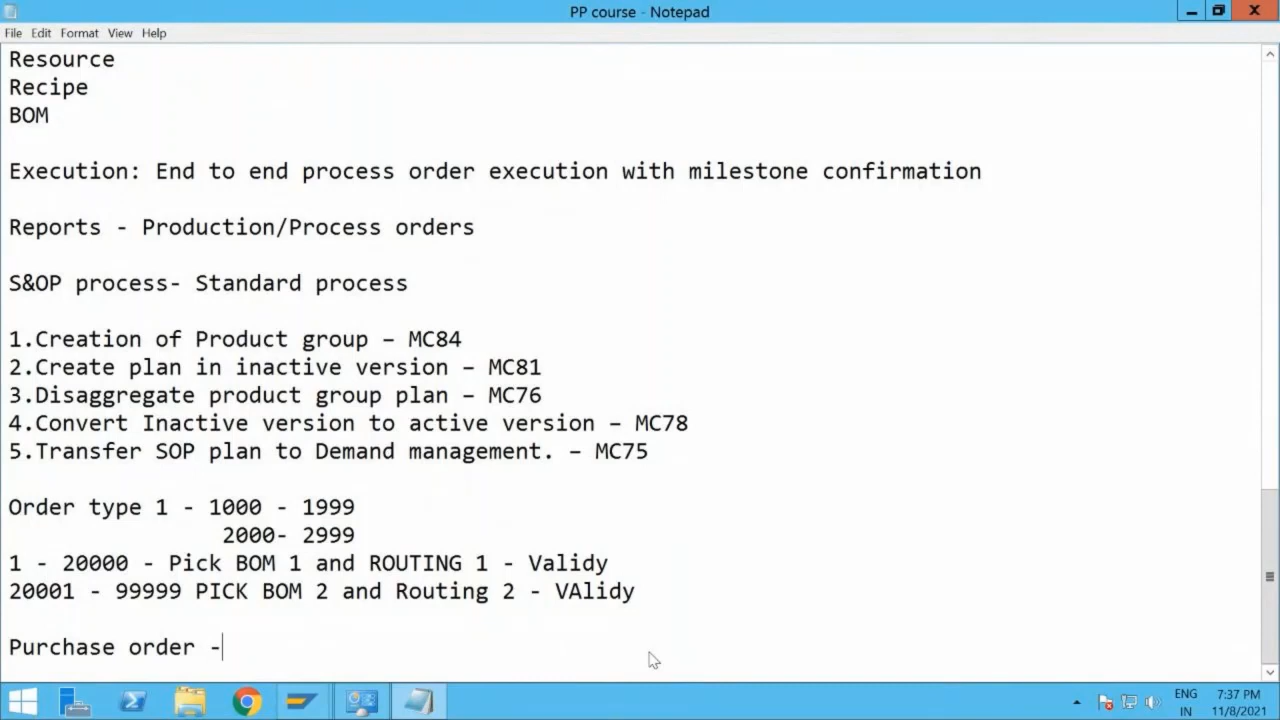 PP course - Notepad
File Edit Format View Help
Resource
Recipe
BOM
Execution: End to end process order execution with milestone confirmation
Reports - Production/Process orders
S&OP process- Standard process
1.Creation of Product group – MC84
2.Create plan in inactive version – MC81
3.Disaggregate product group plan – MC76
4.Convert Inactive version to active version – MC78
5.Transfer SOP plan to Demand management. – MC75
Order type 1 - 1000 - 1999
2000- 2999
1 - 20000 - Pick BOM 1 and ROUTING 1 - Validy
20001 - 99999 PICK BOM 2 and Routing 2 - VAlidy
Purchase order -
ENG 7:37 PM
IN 11/8/2021